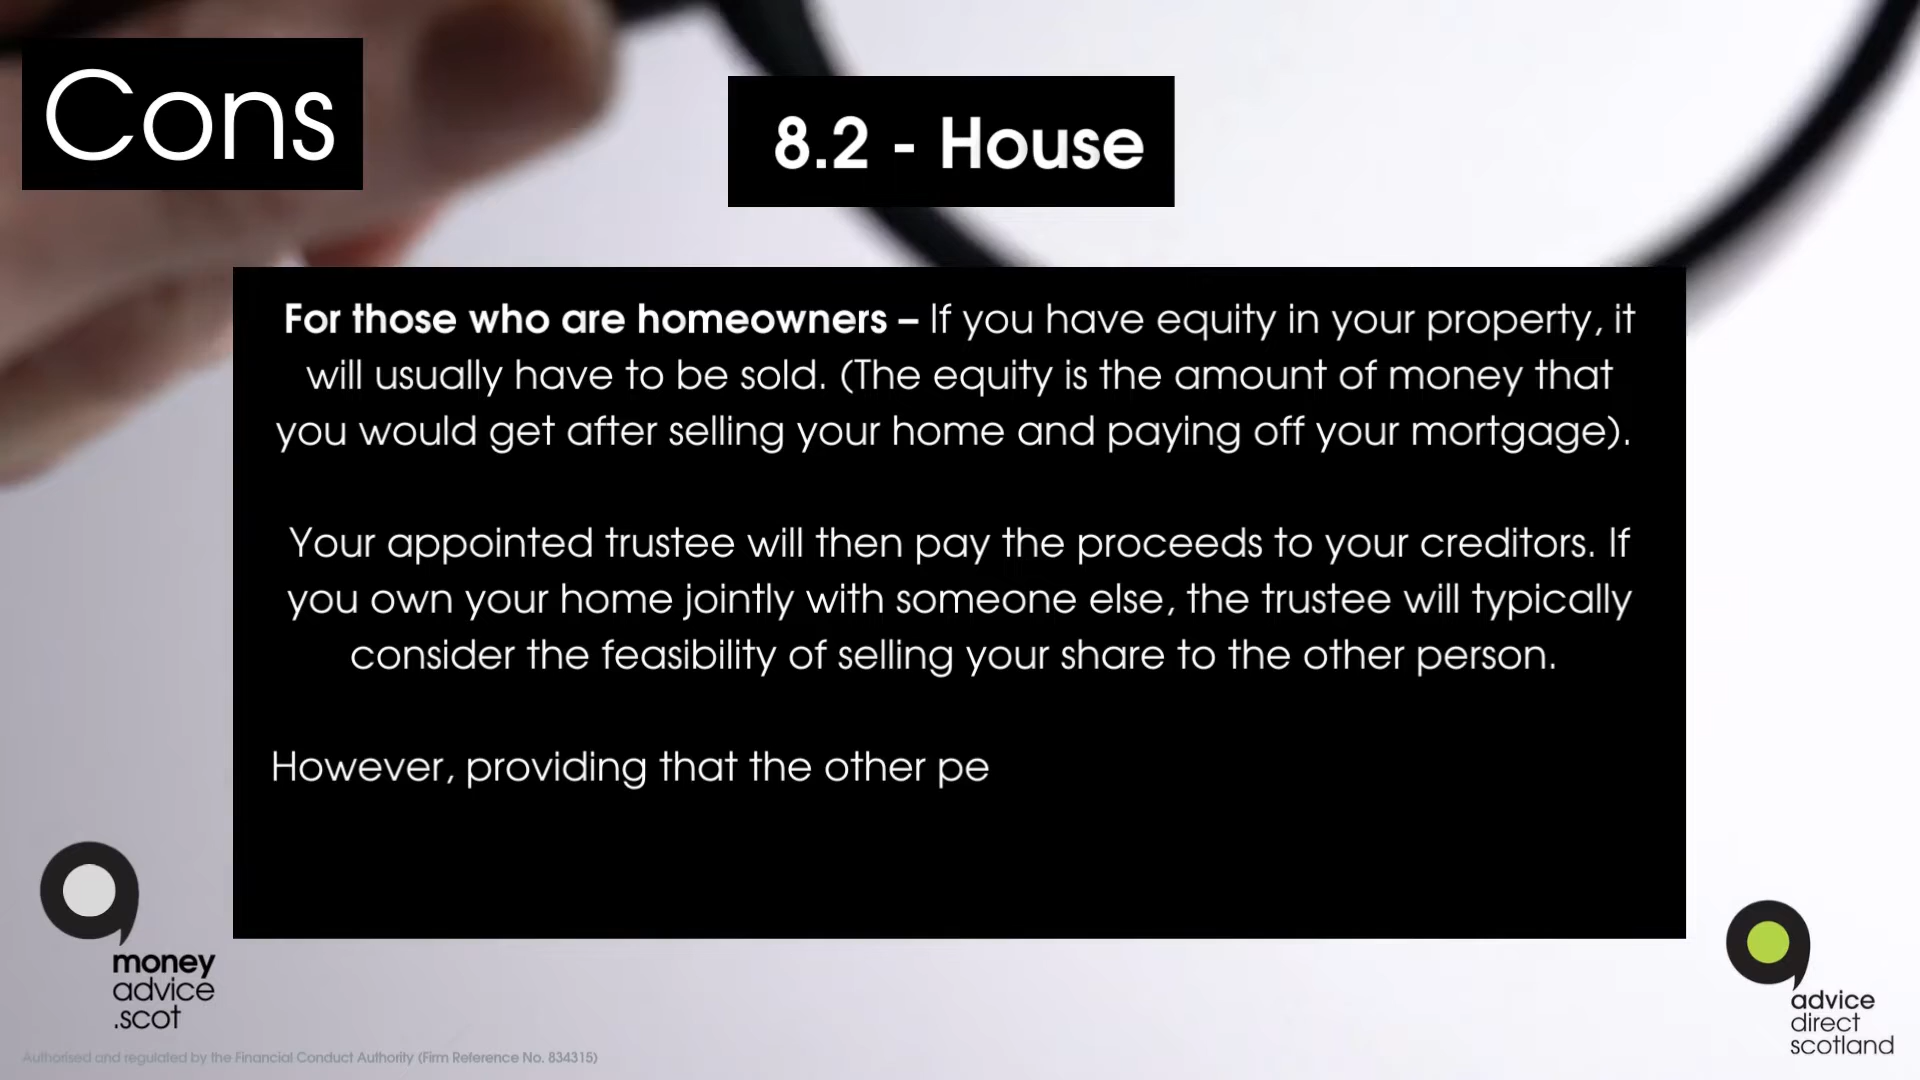 Cons
8.2 - House
For those who are homeowners – If you have equity in your property, it
will usually have to be sold. (The equity is the amount of money that
you would get after selling your home and paying off your mortgage).
Your appointed trustee will then pay the proceeds to your creditors. If
you own your home jointly with someone else, the trustee will typically
consider the feasibility of selling your share to the other person.
However, providing that the other pe
money
advice
.scot
advice
direct
scotland
Authorised and regulated by the Financial Conduct Authority (Firm Reference No. 834315)